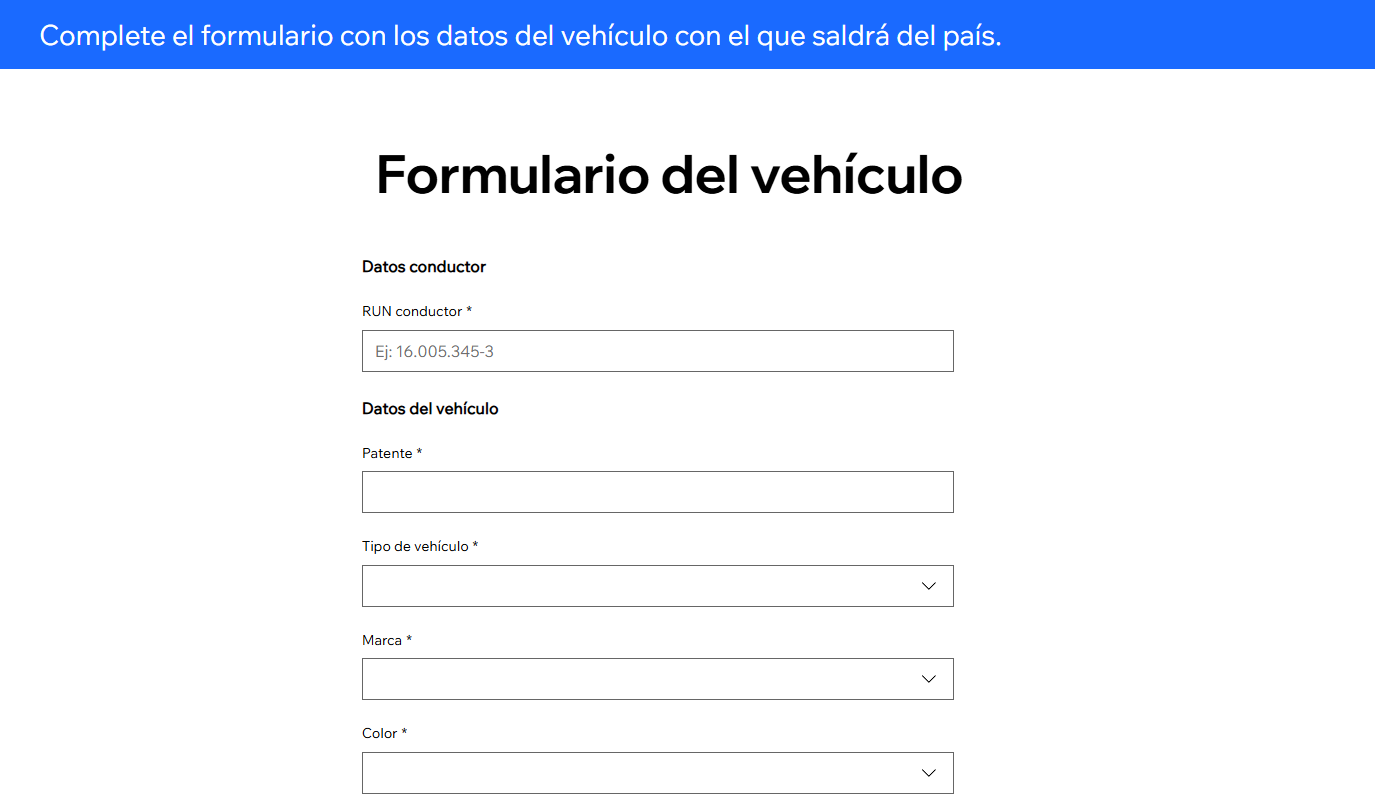 Complete el formulario con los datos del vehículo con el que saldrá del país.
Formulario del vehículo
Datos conductor
RUN conductor *
Ej: 16.005.345-3
Datos del vehículo
Patente *
Tipo de vehículo *
Marca *
Color *